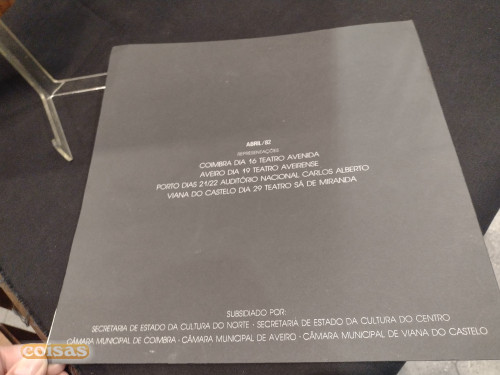 ABRIL/82
REPRESENTAÇÕES
COIMBRA DIA 16 TEATRO AVENIDA
AVEIRO DIA 19 TEATRO AVEIRENSE
PORTO DIAS 21/22 AUDITÓRIO NACIONAL CARLOS ALBERTO
VIANA DO CASTELO DIA 29 TEATRO SÁ DE MIRANDA
SUBSIDIADO POR:
SECRETARIA DE ESTADO DA CULTURA DO NORTE · SECRETARIA DE ESTADO DA CULTURA DO CENTRO
CÂMARA MUNICIPAL DE COIMBRA · CÂMARA MUNICIPAL DE AVEIRO · CÂMARA MUNICIPAL DE VIANA DO CASTELO
coisas